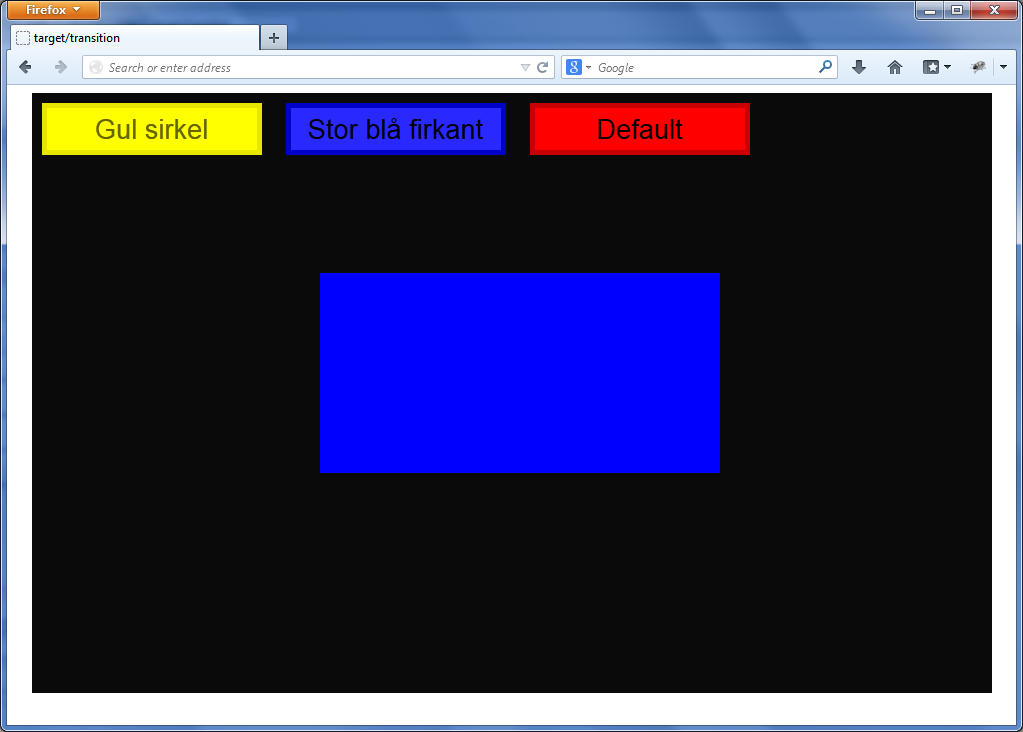 Firefox
target/transition
Search or enter address
Google
Gul sirkel
Stor blå firkant
Default